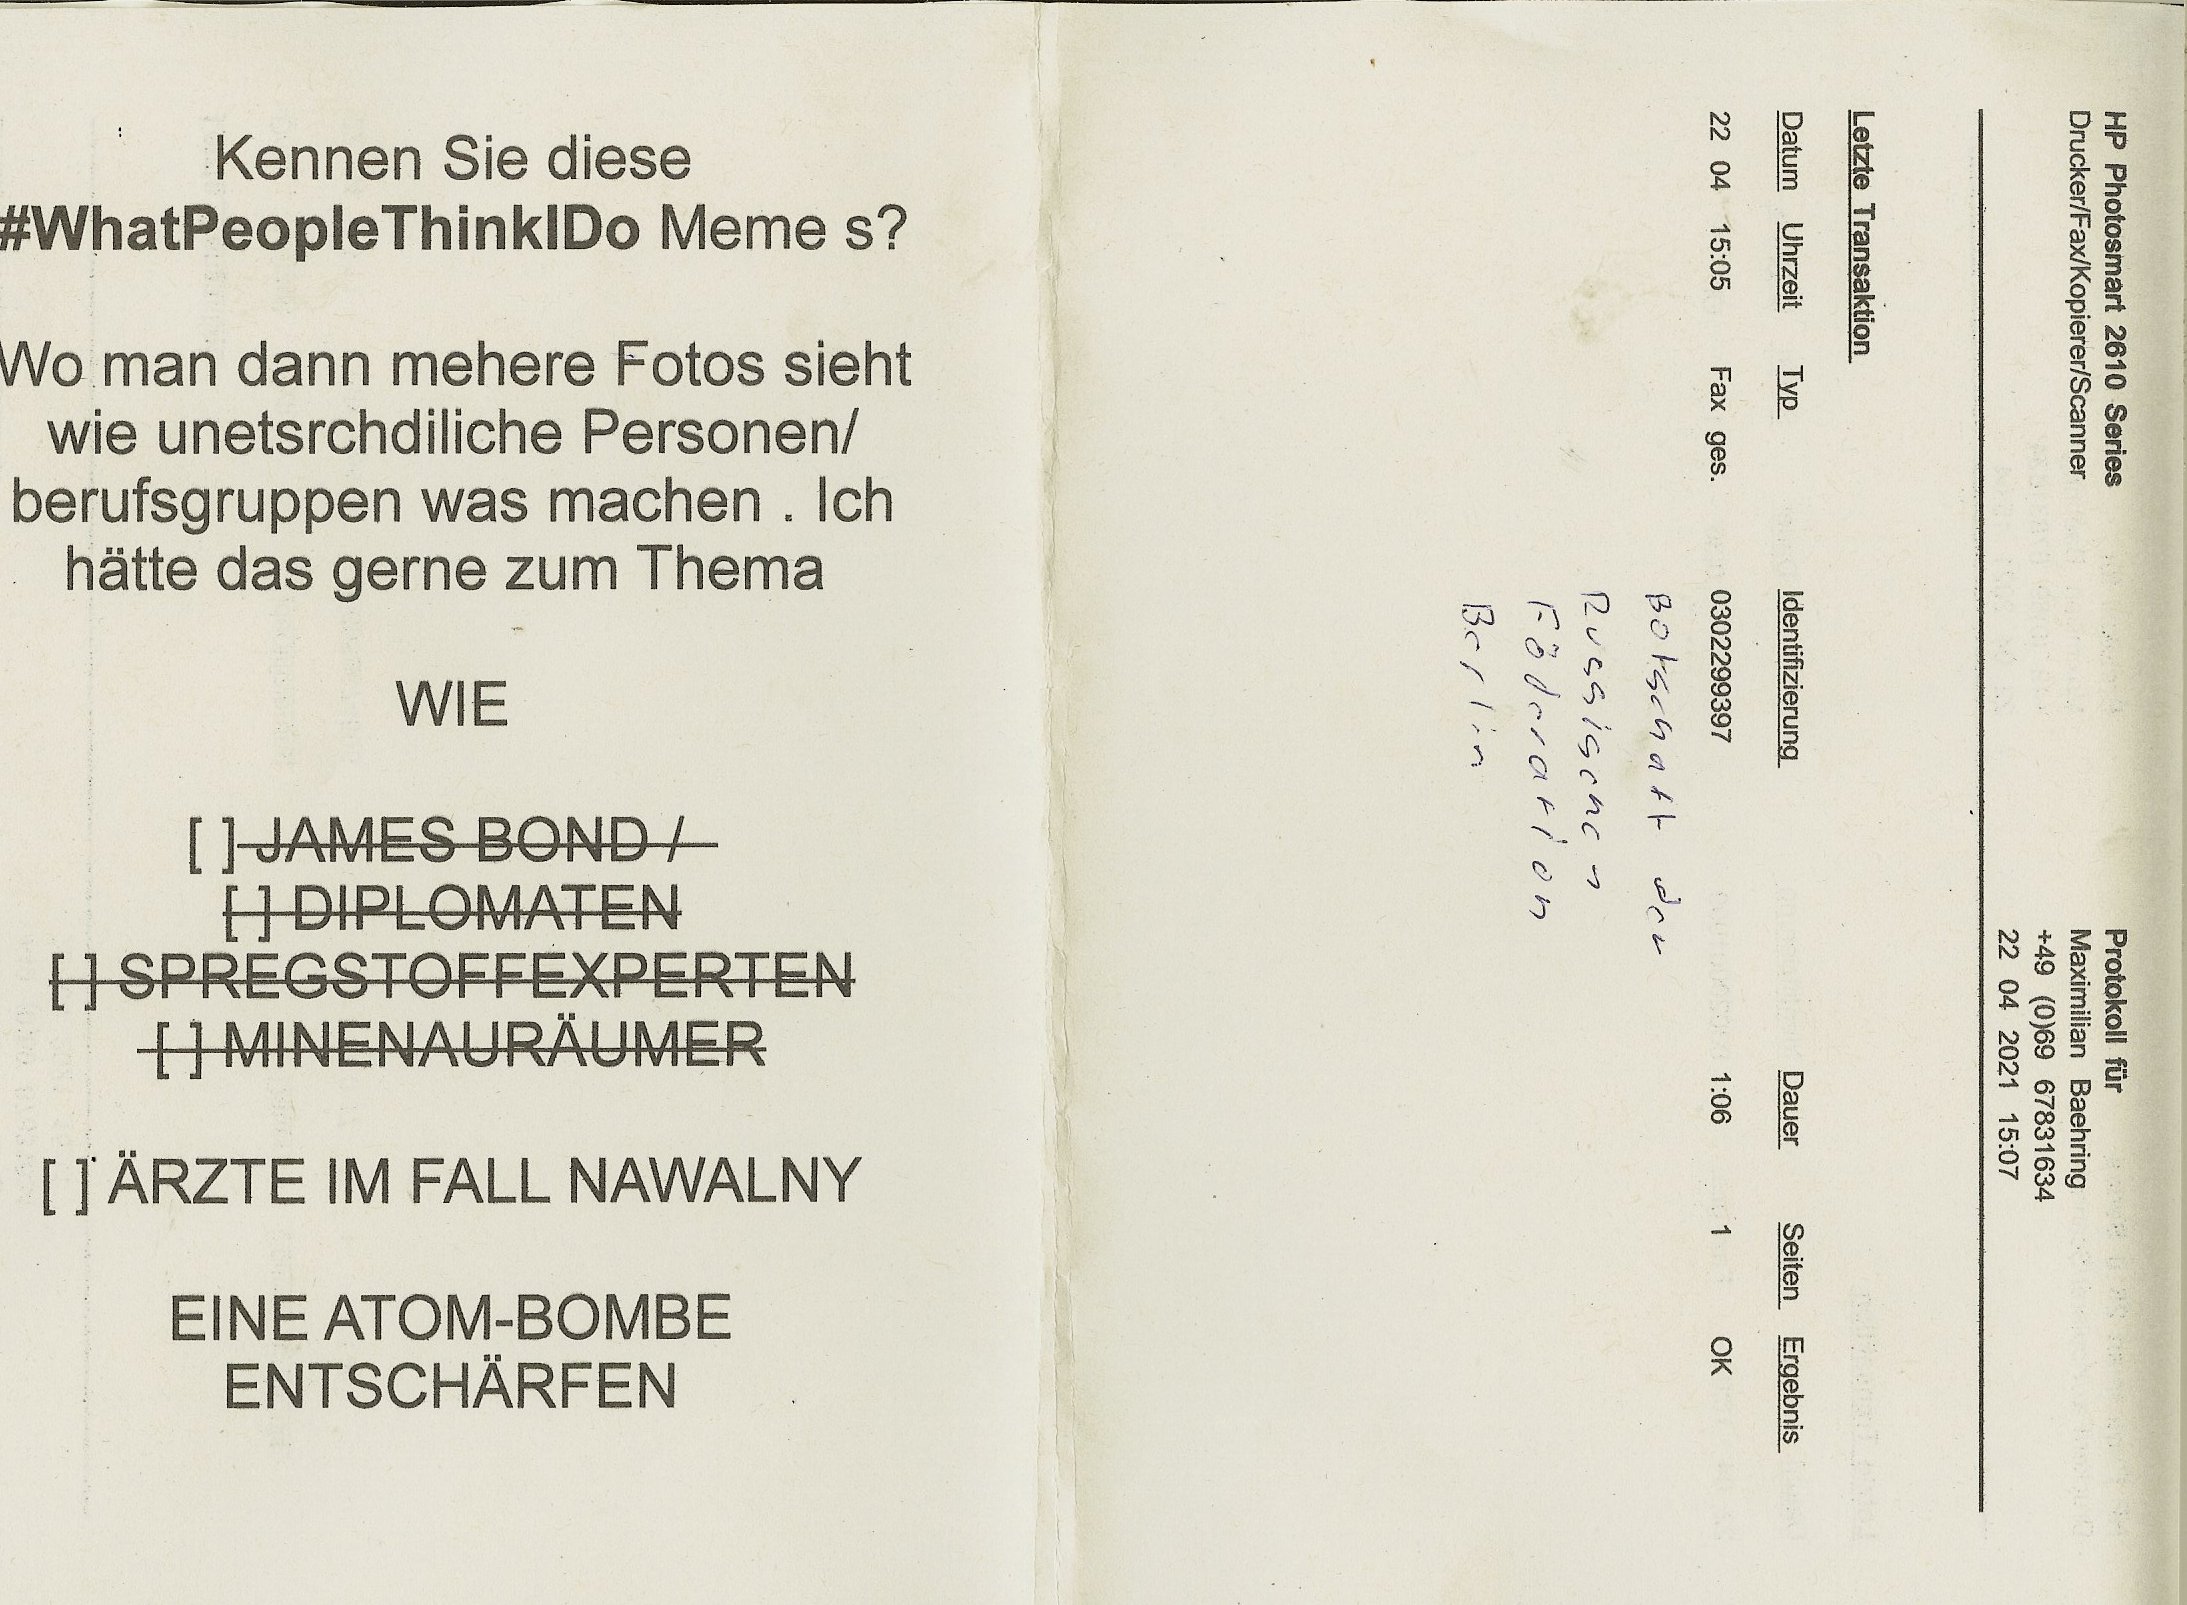 Kennen Sie diese
#WhatPeopleThinkIDo Meme s?
Wo man dann mehere Fotos sieht
wie unetsrchdiliche Personen/
berufsgruppen was machen . Ich
hätte das gerne zum Thema
WIE
[ ] JAMES BOND /
[ ] DIPLOMATEN
[ ] SPREGSTOFFEXPERTEN
[ ] MINENAURÄUMER
[ ] ÄRZTE IM FALL NAWALNY
EINE ATOM-BOMBE
ENTSCHÄRFEN
HP Photosmart 2610 Series
Drucker/Fax/Kopierer/Scanner
Protokoll für
Maximilian Baehring
+49 (0)69 67831634
22 04 2021 15:07
Letzte Transaktion
Datum Uhrzeit Typ Identifizierung Dauer Seiten Ergebnis
22 04 15:05 Fax ges. 0302299397 1:06 1 OK
Botschaft der
Russischen
Föderation
Berlin